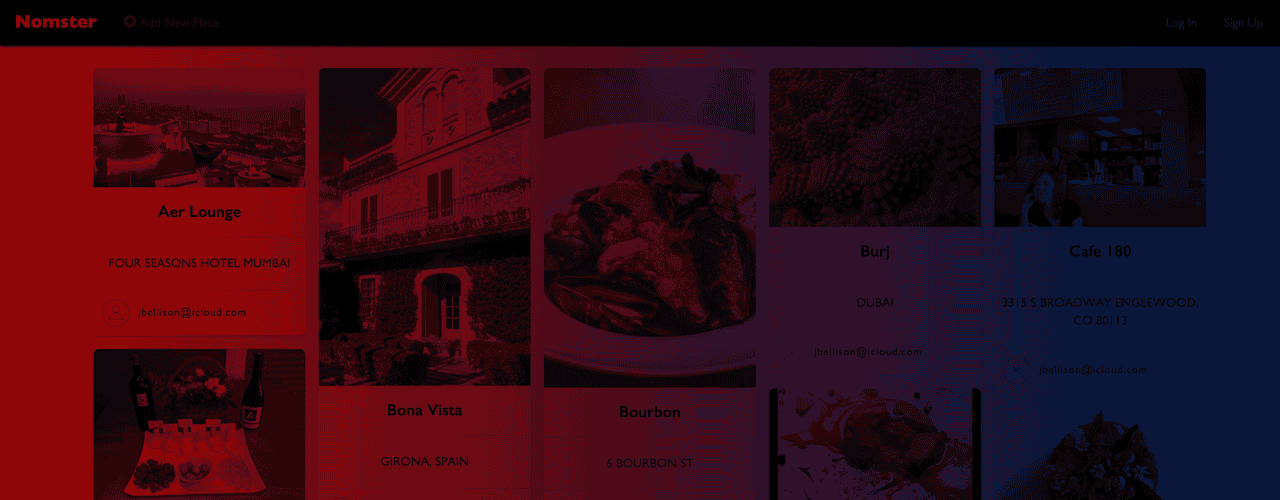 Nomster
Add New Place
Log In
Sign Up
Aer Lounge
FOUR SEASONS HOTEL MUMBAI
jbellison@icloud.com
Bona Vista
GIRONA, SPAIN
Bourbon
6 BOURBON ST
Burj
DUBAI
jbellison@icloud.com
Cafe 180
3315 S BROADWAY ENGLEWOOD,
CO 80113
jbellison@icloud.com